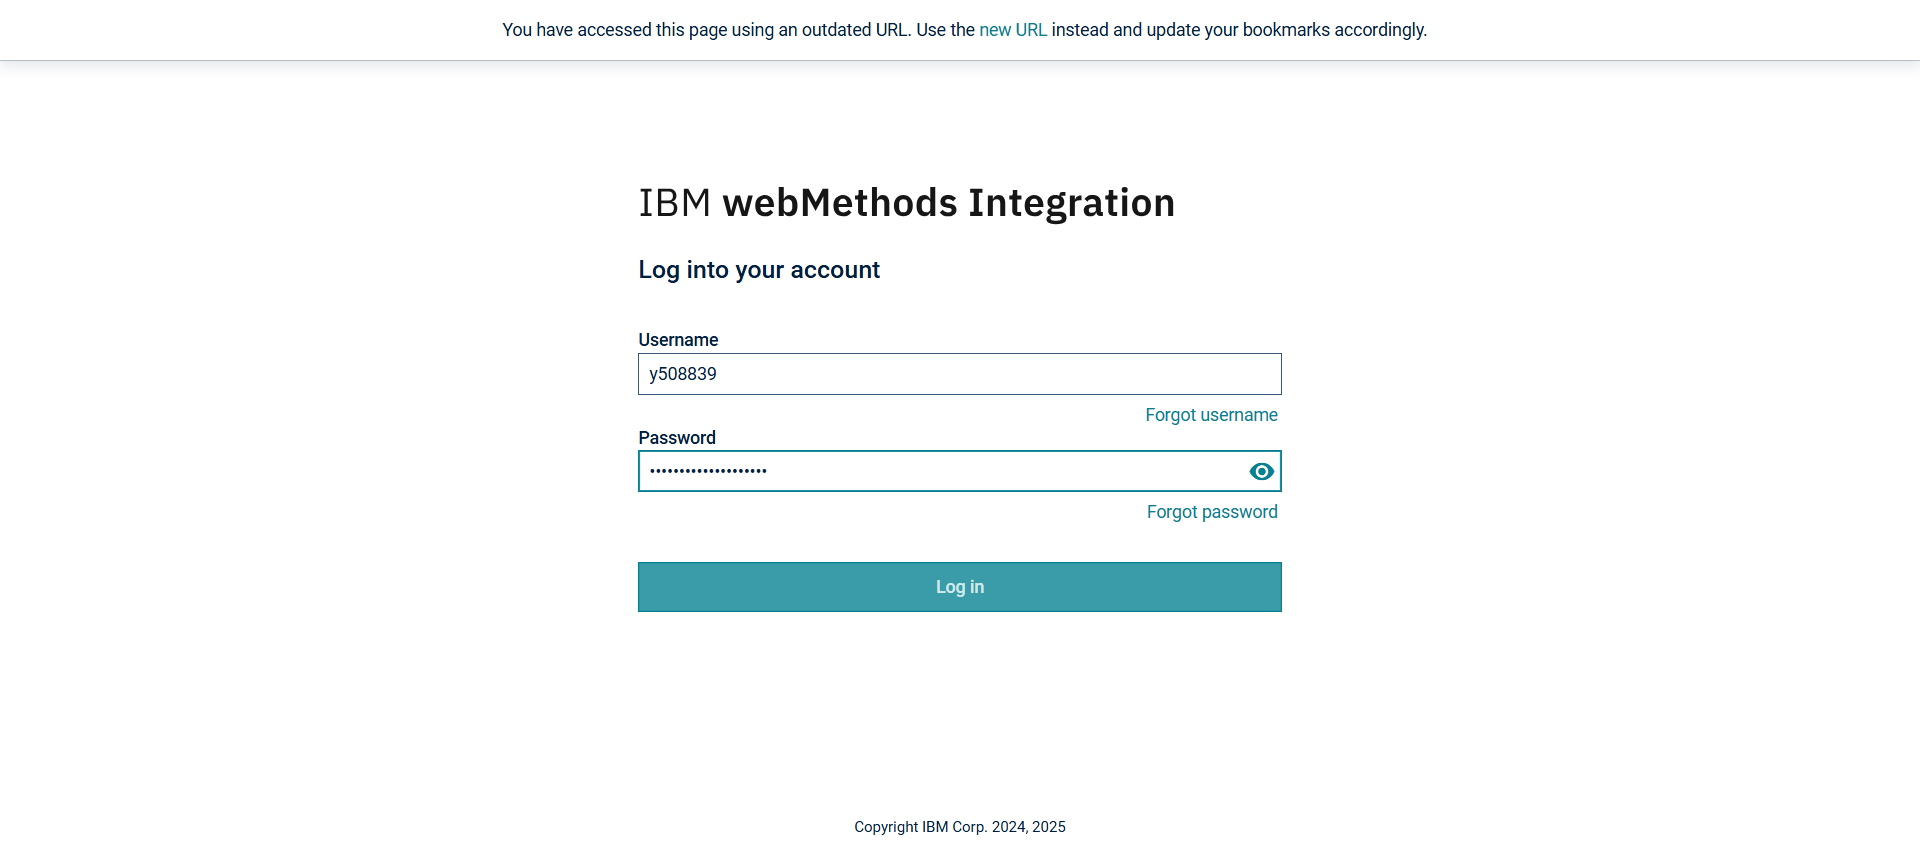 You have accessed this page using an outdated URL. Use the new URL instead and update your bookmarks accordingly.
IBM webMethods Integration
Log into your account
Username
y508839
Forgot username
Password
••••••••••••••••••••
Forgot password
Log in
Copyright IBM Corp. 2024, 2025